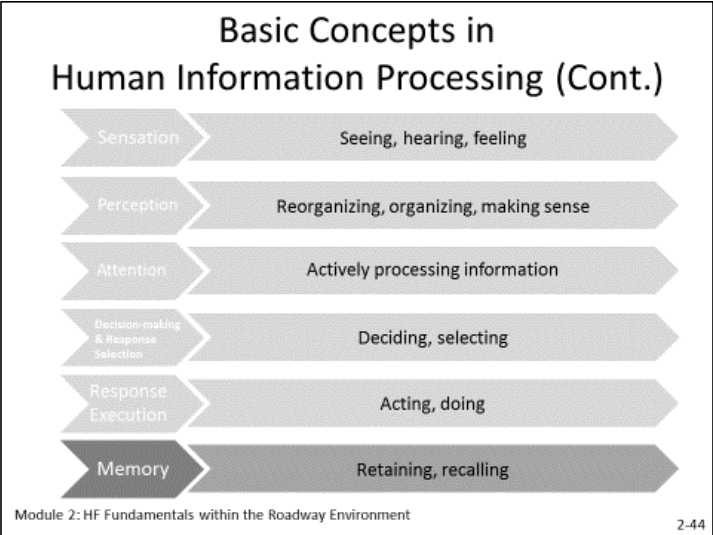 Basic Concepts in
Human Information Processing (Cont.)
Sensation
Seeing, hearing, feeling
Perception
Reorganizing, organizing, making sense
Attention
Actively processing information
Decision-making
& Response
Selection
Deciding, selecting
Response
Execution
Acting, doing
Memory
Retaining, recalling
Module 2: HF Fundamentals within the Roadway Environment
2-44